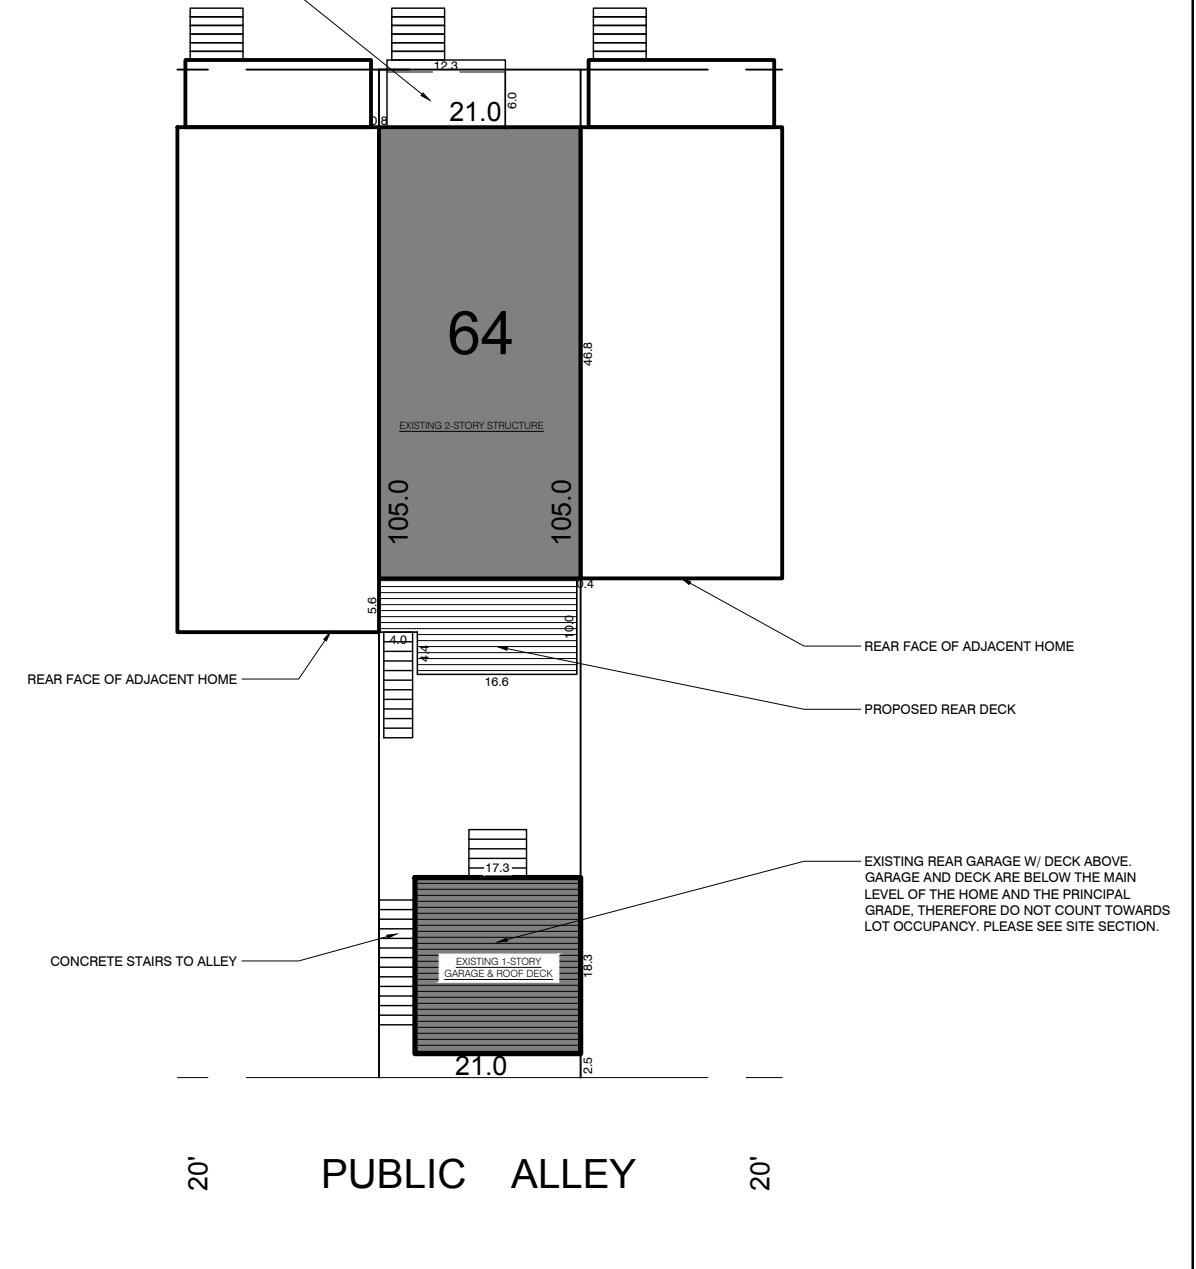 12.3
6.0
21.0
0.8
64
46.8
EXISTING 2-STORY STRUCTURE
105.0
105.0
0.4
5.6
10.0
4.0
4.4
16.6
REAR FACE OF ADJACENT HOME
REAR FACE OF ADJACENT HOME
PROPOSED REAR DECK
17.3
EXISTING REAR GARAGE W/ DECK ABOVE.
GARAGE AND DECK ARE BELOW THE MAIN
LEVEL OF THE HOME AND THE PRINCIPAL
GRADE, THEREFORE DO NOT COUNT TOWARDS
LOT OCCUPANCY. PLEASE SEE SITE SECTION.
CONCRETE STAIRS TO ALLEY
EXISTING 1-STORY
GARAGE & ROOF DECK
18.3
21.0
2.5
20'
PUBLIC ALLEY
20'